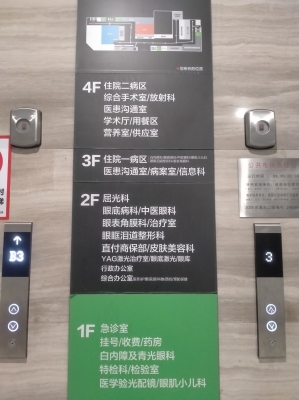 1F
4F 住院二病区
综合手术室/放射科
医患沟通室
学术厅/用餐区
营养室/供应室
3F 住院一病区
医患沟通室/病案室/信息科
2F 屈光科
眼底病科/中医眼科
眼表角膜科/治疗室
眼眶泪道整形科
直付商保部/皮肤美容科
YAG激光治疗室/眼底激光/眼库
行政办公室
综合办公室
1F 急诊室
挂号/收费/药房
白内障及青光眼科
特检科/检验室
医学验光配镜/眼肌小儿科
B3
3